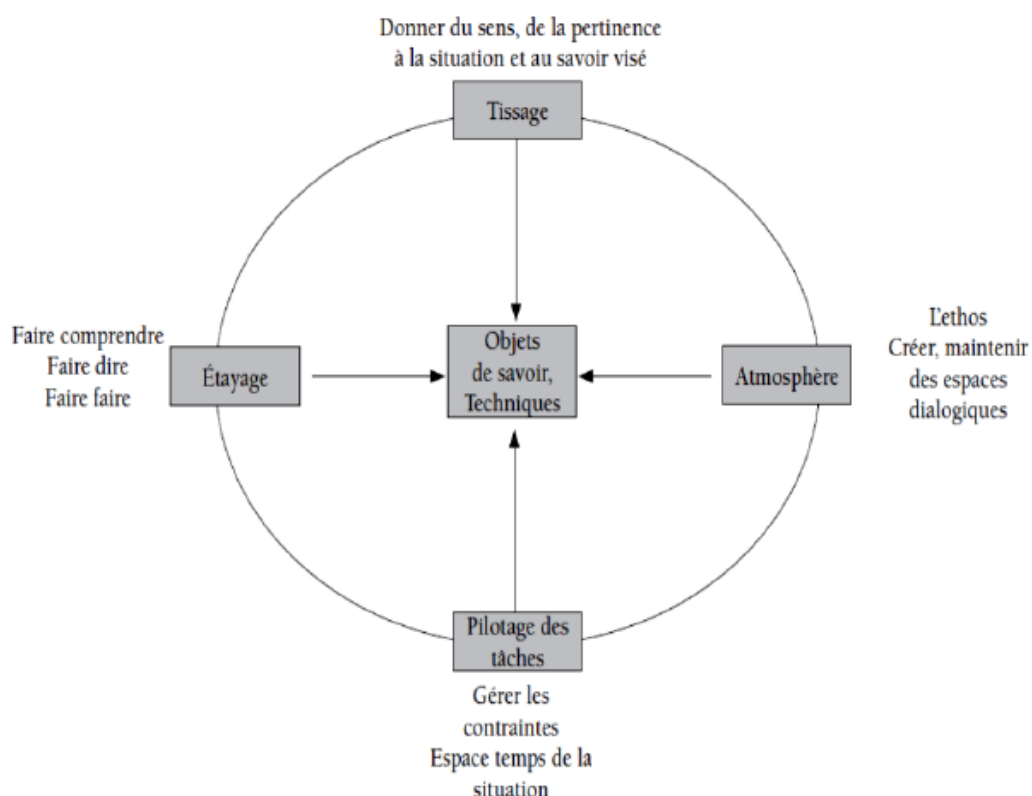 Donner du sens, de la pertinence
à la situation et au savoir visé
Tissage
Faire comprendre
Faire dire
Faire faire
Étayage
Objets
de savoir,
Techniques
Atmosphère
L'ethos
Créer, maintenir
des espaces
dialogiques
Pilotage des
tâches
Gérer les
contraintes
Espace temps de la
situation